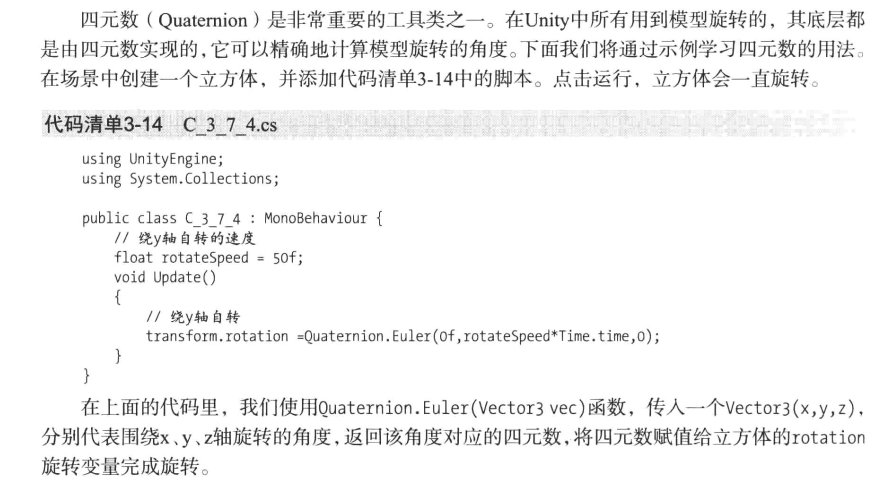 四元数（Quaternion）是非常重要的工具类之一。在Unity中所有用到模型旋转的，其底层都
是由四元数实现的,它可以精确地计算模型旋转的角度。下面我们将通过示例学习四元数的用法。
在场景中创建一个立方体，并添加代码清单3-14中的脚本。点击运行，立方体会一直旋转。
代码清单3-14 C_3_7_4.cs
using UnityEngine;
using System.Collections;
public class C_3_7_4 : MonoBehaviour {
// 绕y轴自转的速度
float rotateSpeed = 50f;
void Update()
{
// 绕y轴自转
transform.rotation =Quaternion.Euler(0f,rotateSpeed*Time.time,0);
}
}
在上面的代码里，我们使用Quaternion.Euler(Vector3 vec)函数，传入一个Vector3(x,y,z),
分别代表围绕x、y、z轴旋转的角度,返回该角度对应的四元数,将四元数赋值给立方体的rotation
旋转变量完成旋转。